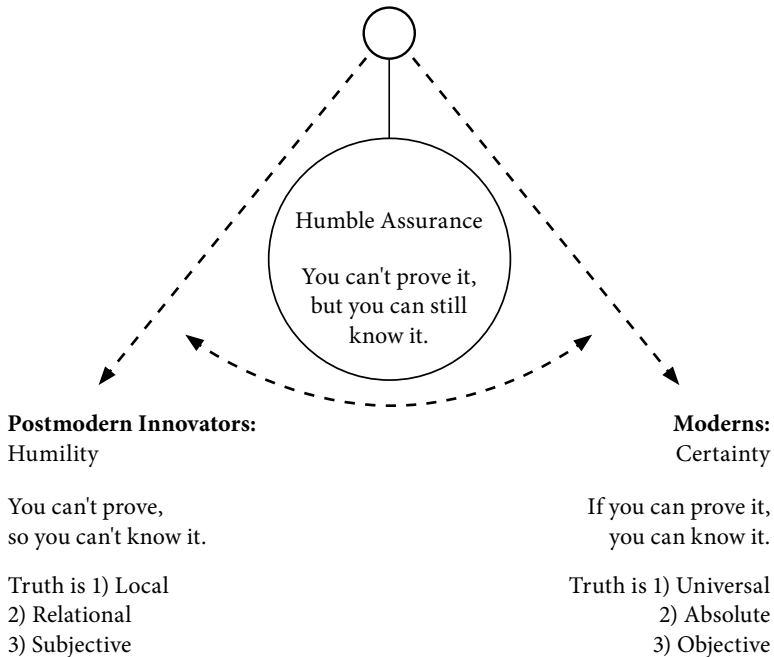 Humble Assurance
You can't prove it,
but you can still
know it.
Postmodern Innovators:
Humility
You can't prove,
so you can't know it.
Truth is 1) Local
2) Relational
3) Subjective
Moderns:
Certainty
If you can prove it,
you can know it.
Truth is 1) Universal
2) Absolute
3) Objective